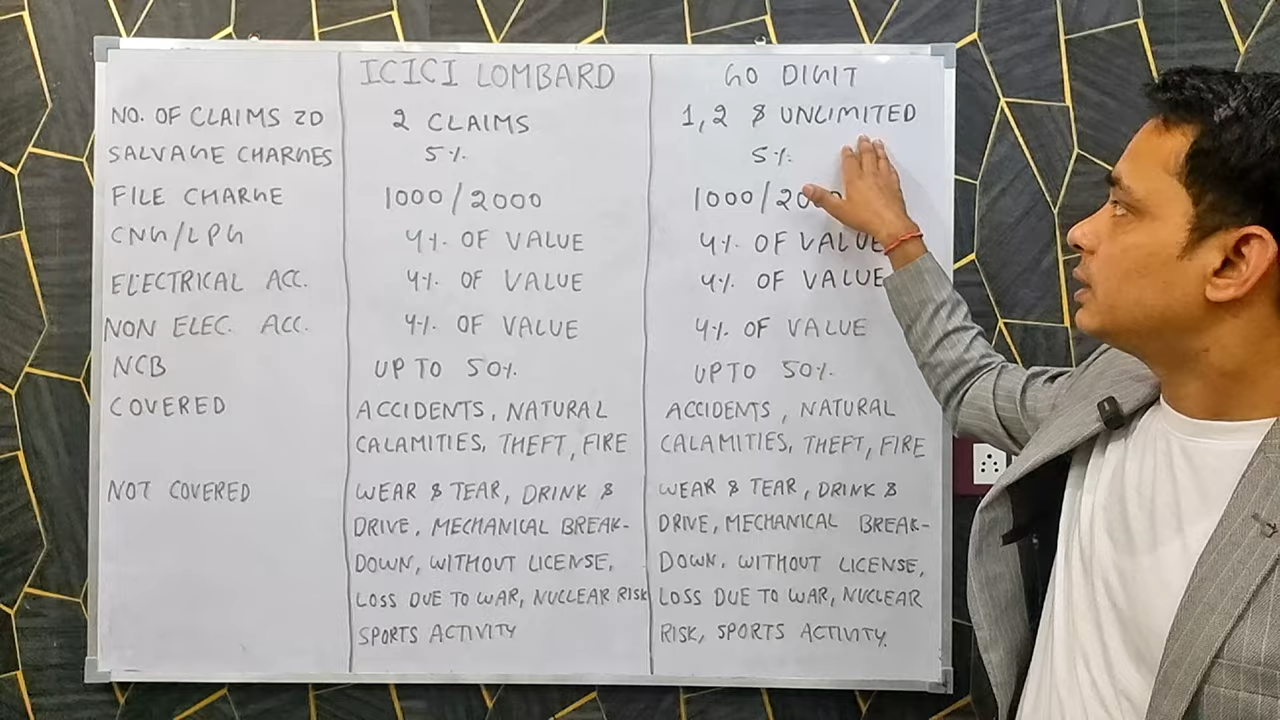 ICICI LOMBARD GO DIGIT
NO. OF CLAIMS ZD 2 CLAIMS 1, 2 & UNLIMITED
SALVAGE CHARGES 5% 5%
FILE CHARGE 1000/2000 1000/20
CNG/LPG 4% OF VALUE 4% OF VALUE
ELECTRICAL ACC. 4% OF VALUE 4% OF VALUE
NON ELEC. ACC. 4% OF VALUE 4% OF VALUE
NCB UP TO 50% UPTO 50%
COVERED ACCIDENTS, NATURAL ACCIDENTS, NATURAL
CALAMITIES, THEFT, FIRE CALAMITIES, THEFT, FIRE
NOT COVERED WEAR & TEAR, DRINK & WEAR & TEAR, DRINK &
DRIVE, MECHANICAL BREAK- DRIVE, MECHANICAL BREAK-
DOWN, WITHOUT LICENSE, DOWN, WITHOUT LICENSE,
LOSS DUE TO WAR, NUCLEAR RISK LOSS DUE TO WAR, NUCLEAR
SPORTS ACTIVITY RISK, SPORTS ACTIVITY.